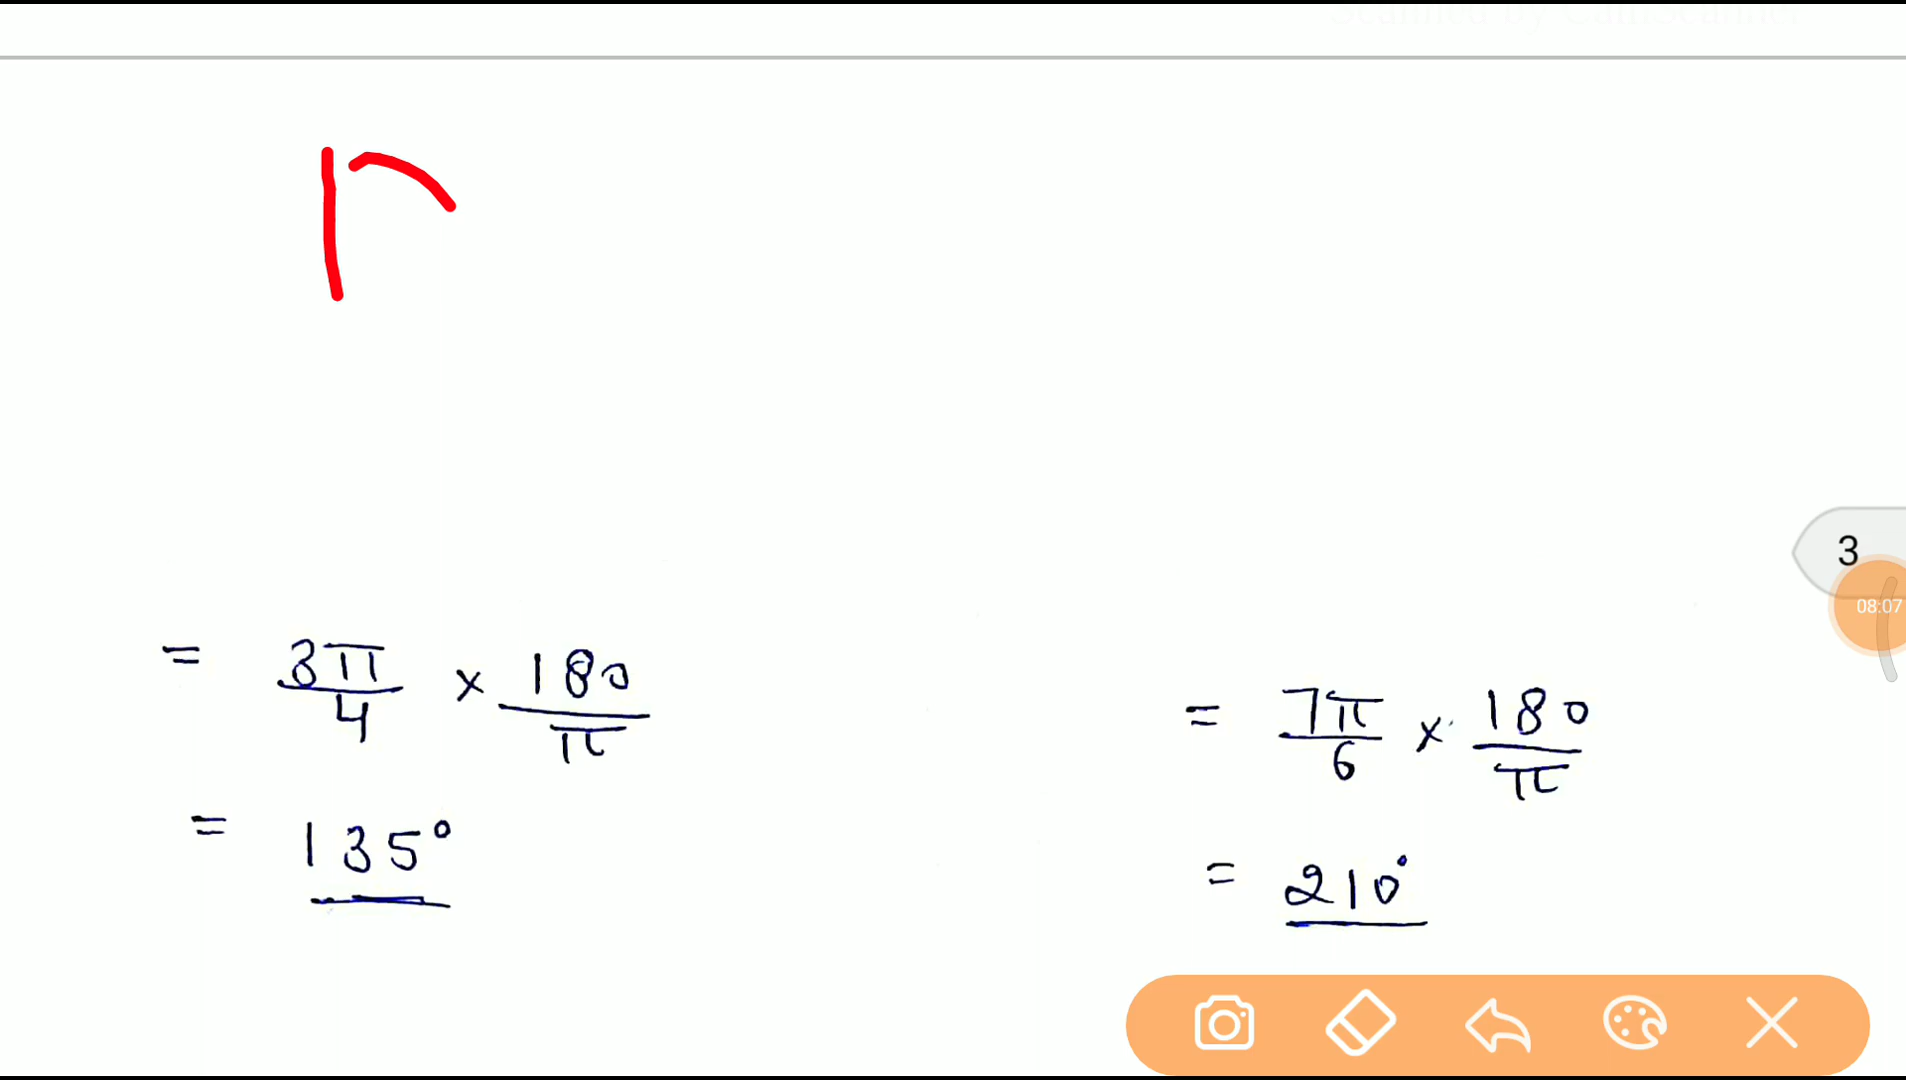 = 3π/4 × 180/π
= 135°
= 7π/6 × 180/π
= 210°
3
08:07